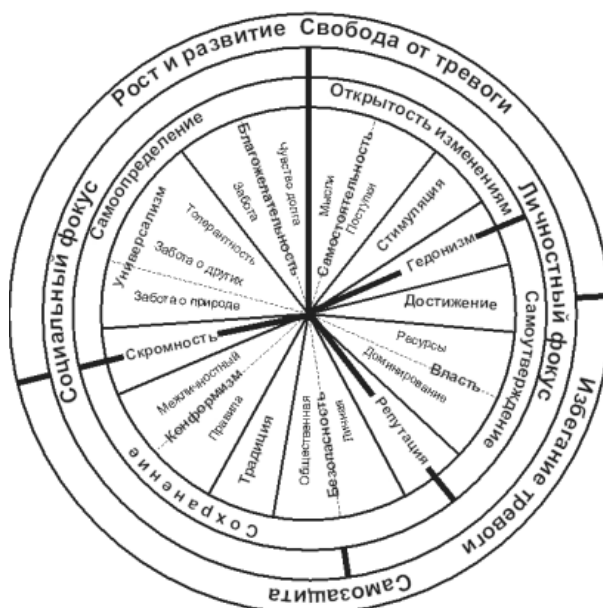 Рост и развитие
Свобода от тревоги
Избегание тревоги
Самозащита
Социальный фокус
Личностный фокус
Самоопределение
Открытость изменениям
Самоутверждение
Сохранение
Благожелательность
Чувство долга
Забота
Самостоятельность
Мысли
Поступки
Стимуляция
Гедонизм
Достижение
Власть
Ресурсы
Доминирование
Репутация
Безопасность
Личная
Общественная
Традиция
Конформизм
Правила
Межличностный
Скромность
Универсализм
Забота о природе
Забота о других
Толерантность